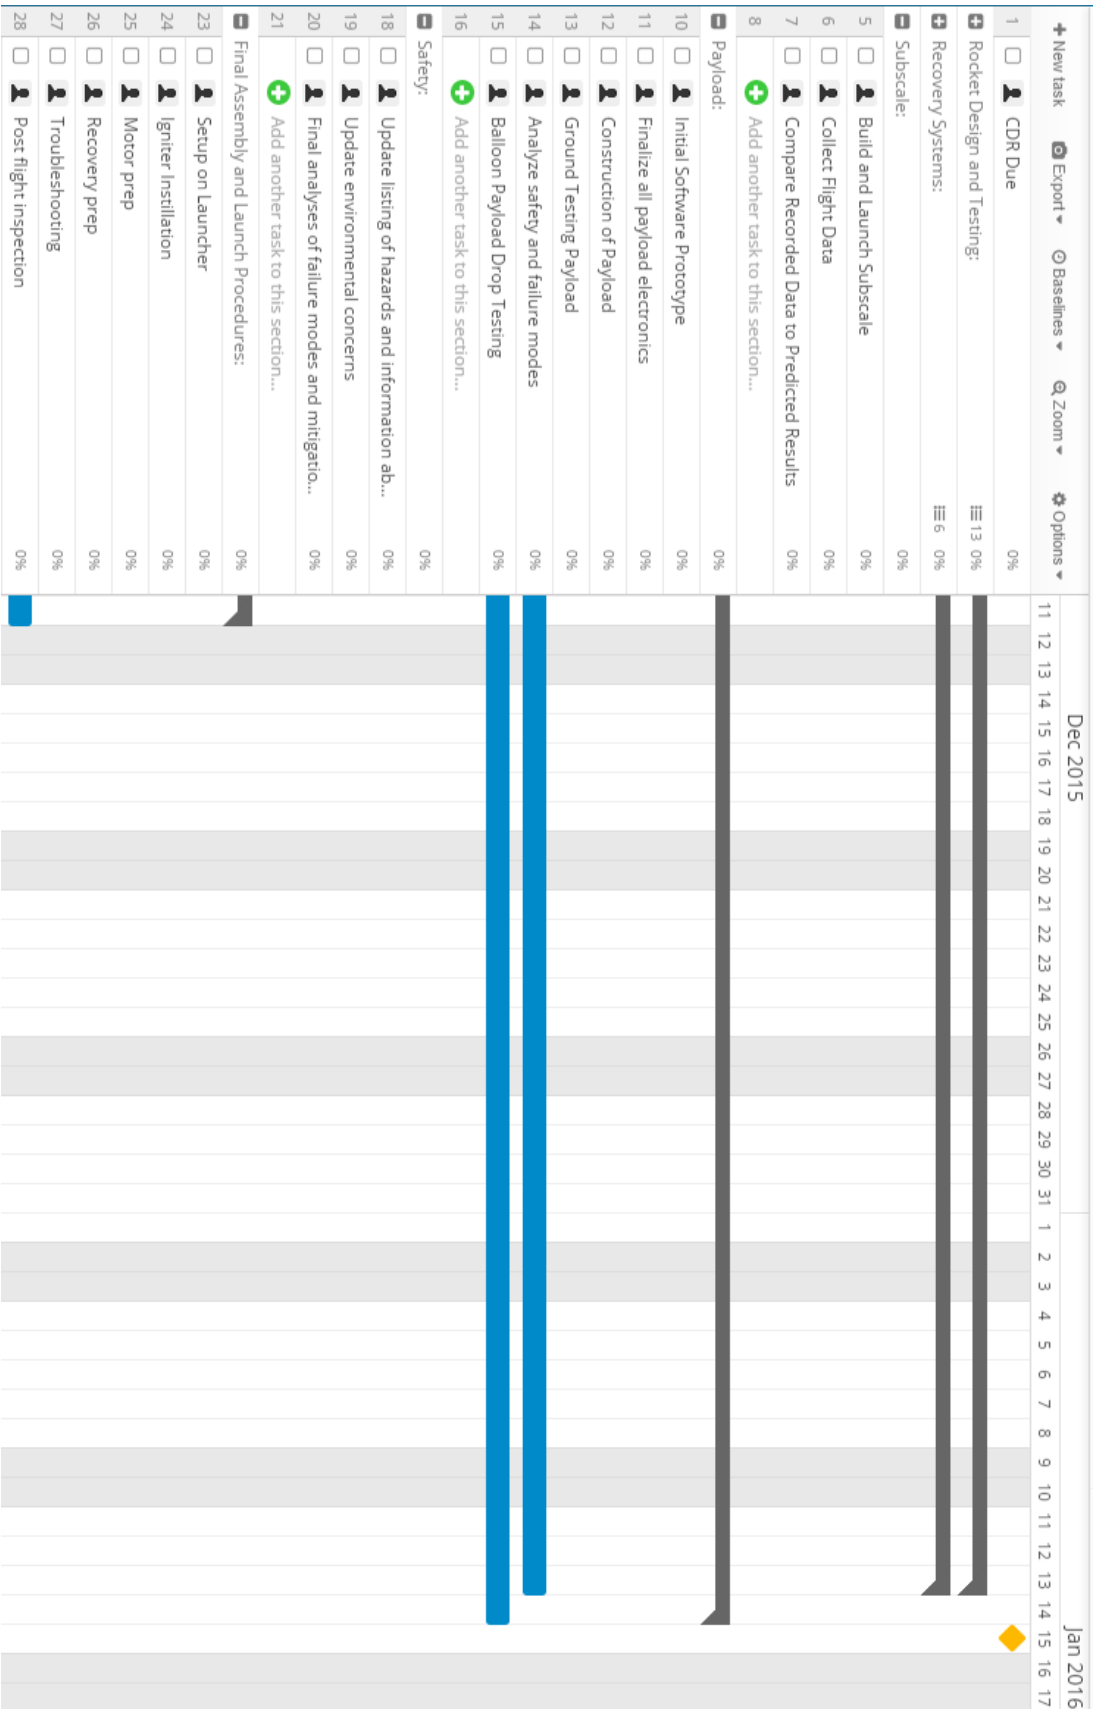 Dec 2015 Jan 2016
+ New task Export Baselines Zoom Options
11 12 13 14 15 16 17 18 19 20 21 22 23 24 25 26 27 28 29 30 31 1 2 3 4 5 6 7 8 9 10 11 12 13 14 15 16 17
1 CDR Due 0%
Rocket Design and Testing: 13 0%
Recovery Systems: 6 0%
Subscale: 0%
5 Build and Launch Subscale
6 Collect Flight Data
7 Compare Recorded Data to Predicted Results 0%
8 Add another task to this section...
Payload: 0%
10 Initial Software Prototype
11 Finalize all payload electronics
12 Construction of Payload
13 Ground Testing Payload
14 Analyze safety and failure modes
15 Balloon Payload Drop Testing
16 Add another task to this section...
Safety: 0%
18 Update listing of hazards and information ab... 0%
19 Update environmental concerns 0%
20 Final analyses of failure modes and mitigatio... 0%
21 Add another task to this section...
Final Assembly and Launch Procedures: 0%
23 Setup on Launcher 0%
24 Igniter Instillation 0%
25 Motor prep 0%
26 Recovery prep 0%
27 Troubleshooting 0%
28 Post flight inspection 0%